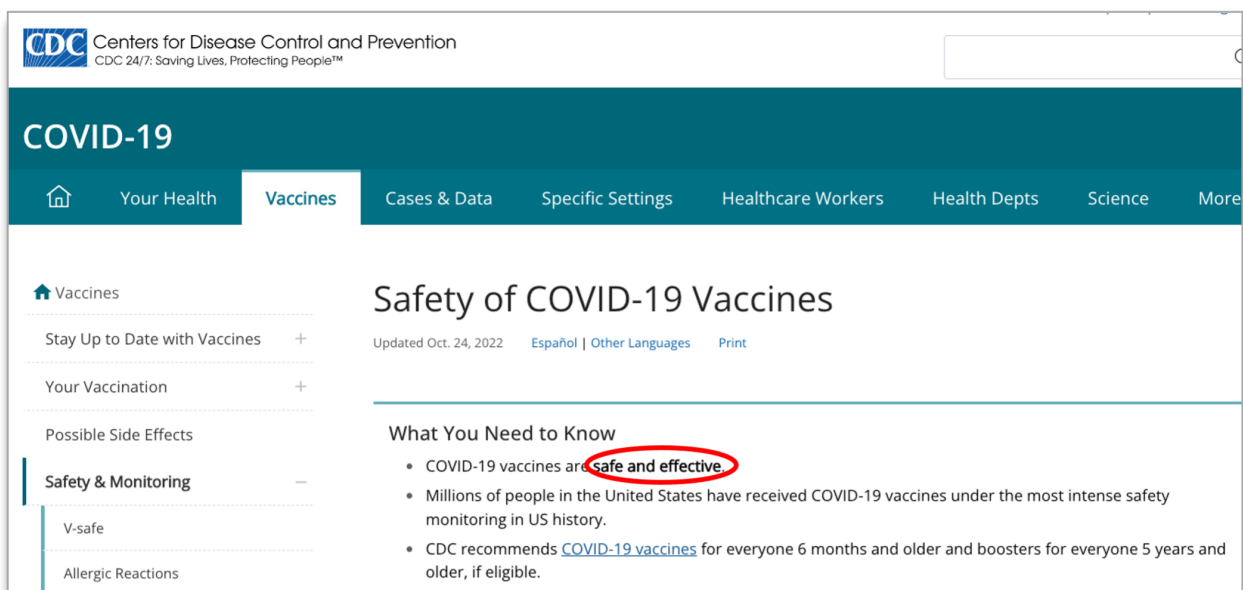 CDC Centers for Disease Control and Prevention
CDC 24/7: Saving Lives, Protecting People™
COVID-19
Your Health Vaccines Cases & Data Specific Settings Healthcare Workers Health Depts Science More
Vaccines
Stay Up to Date with Vaccines +
Your Vaccination +
Possible Side Effects
Safety & Monitoring −
V-safe
Allergic Reactions
Safety of COVID-19 Vaccines
Updated Oct. 24, 2022 Español | Other Languages Print
What You Need to Know
• COVID-19 vaccines are safe and effective.
• Millions of people in the United States have received COVID-19 vaccines under the most intense safety
monitoring in US history.
• CDC recommends COVID-19 vaccines for everyone 6 months and older and boosters for everyone 5 years and
older, if eligible.